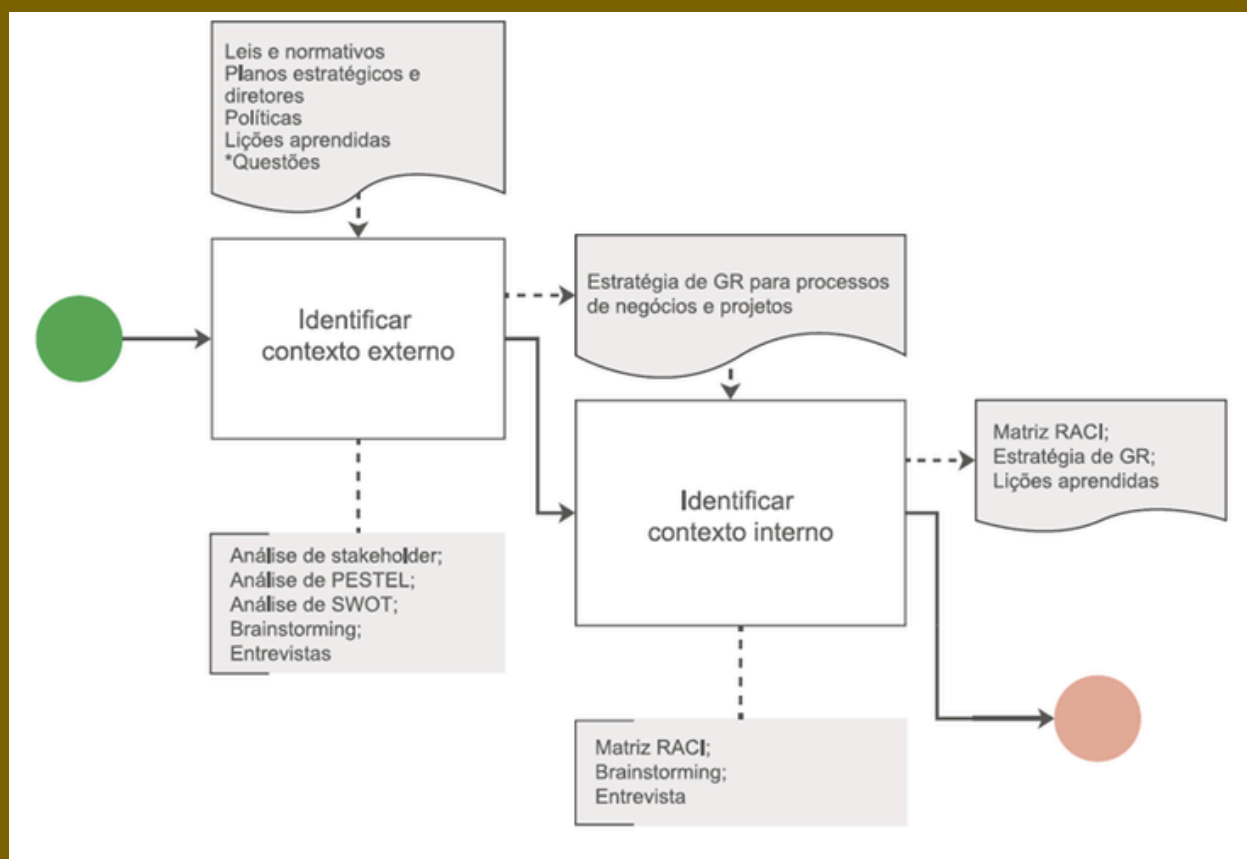 Leis e normativos
Planos estratégicos e
diretores
Políticas
Lições aprendidas
*Questões
Identificar
contexto externo
Estratégia de GR para processos
de negócios e projetos
Análise de stakeholder;
Análise de PESTEL;
Análise de SWOT;
Brainstorming;
Entrevistas
Identificar
contexto interno
Matriz RACI;
Estratégia de GR;
Lições aprendidas
Matriz RACI;
Brainstorming;
Entrevista